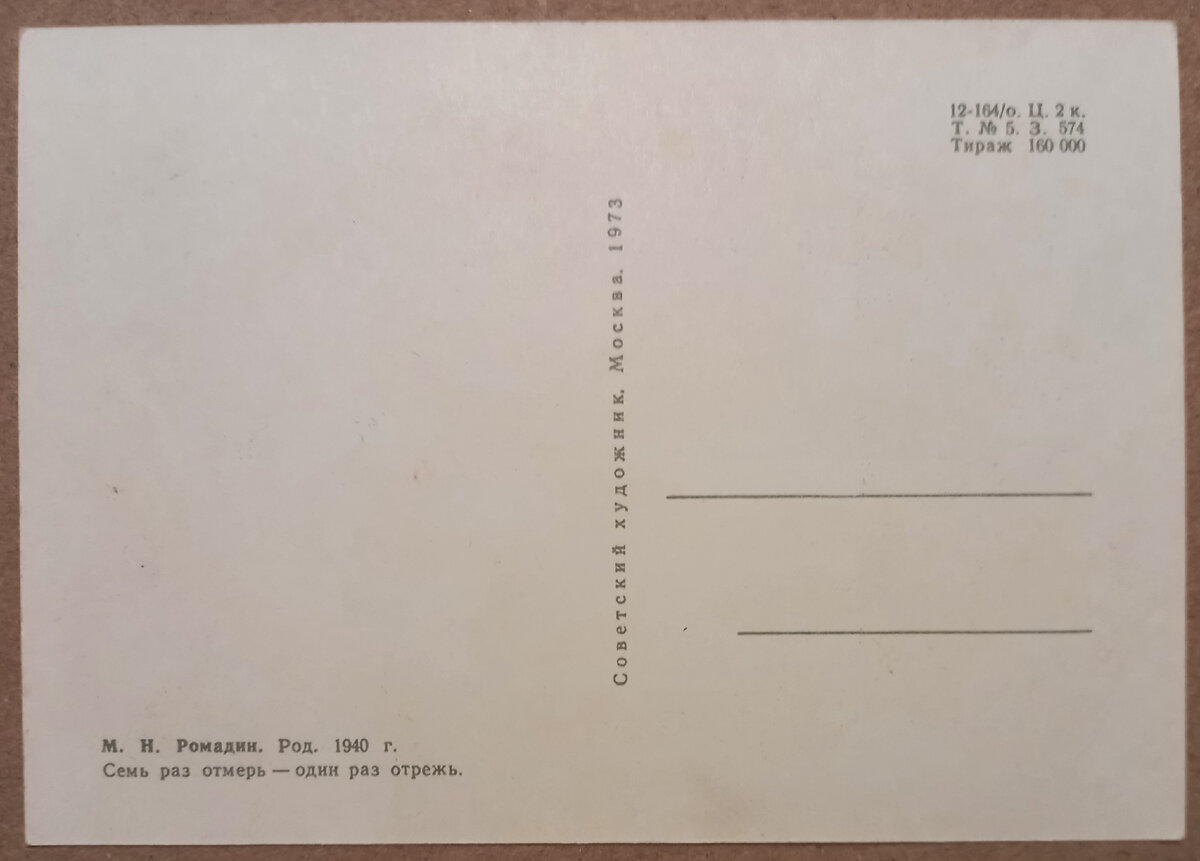 12-164/о. Ц. 2 к.
Т. № 5. З. 574
Тираж 160 000
Советский художник. Москва. 1973
М. Н. Ромадин. Род. 1940 г.
Семь раз отмерь — один раз отрежь.